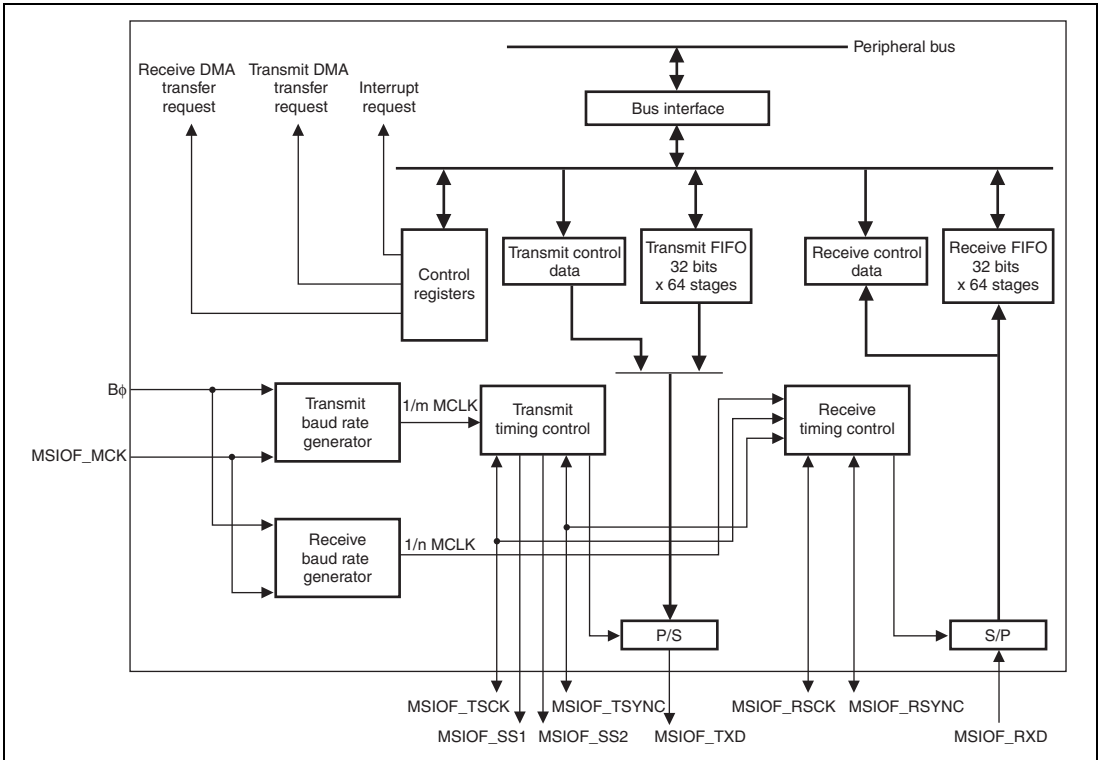 Peripheral bus
Receive DMA
transfer
request
Transmit DMA
transfer
request
Interrupt
request
Bus interface
Control
registers
Transmit control
data
Transmit FIFO
32 bits
x 64 stages
Receive control
data
Receive FIFO
32 bits
x 64 stages
Bϕ
MSIOF_MCK
Transmit
baud rate
generator
1/m MCLK
Transmit
timing control
Receive
timing control
Receive
baud rate
generator
1/n MCLK
P/S
S/P
MSIOF_TSCK
MSIOF_TSYNC
MSIOF_RSCK
MSIOF_RSYNC
MSIOF_SS1
MSIOF_SS2
MSIOF_TXD
MSIOF_RXD